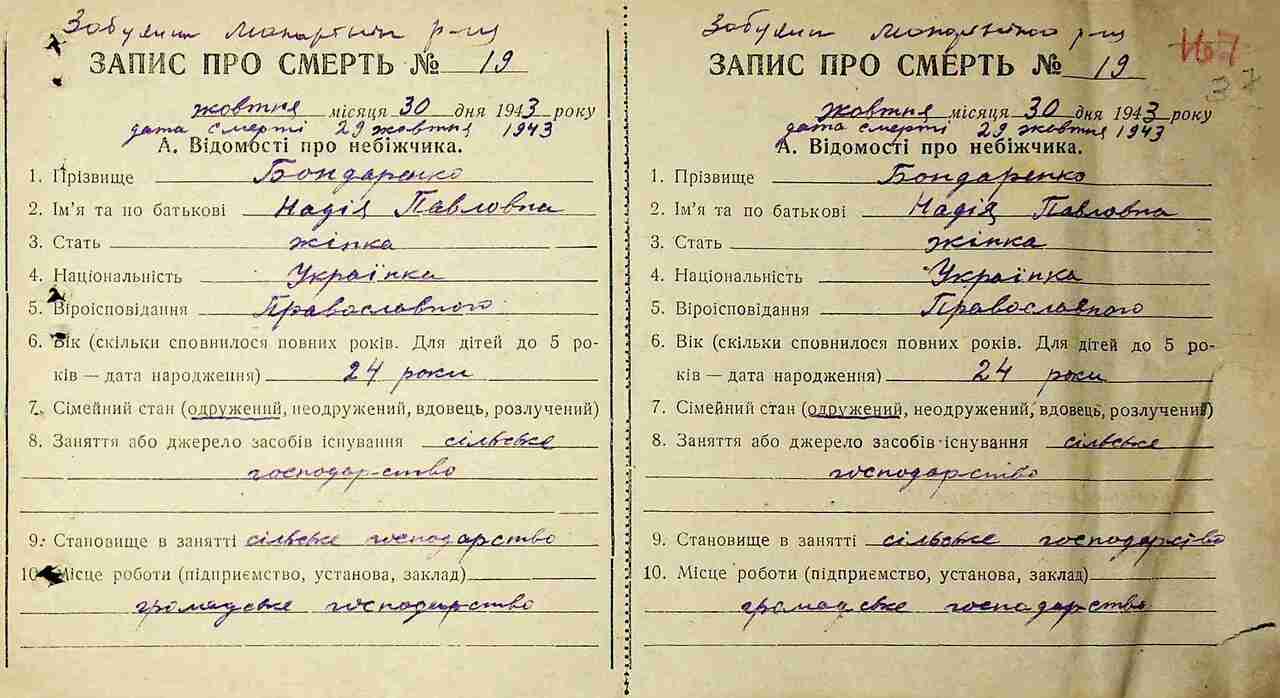 Забуяни Макарівськ р-ну
ЗАПИС ПРО СМЕРТЬ № 19
жовтня місяця 30 дня 1943 року
дата смерті 29 жовтня 1943
А. Відомості про небіжчика.
1. Прізвище Бондаренко
2. Ім’я та по батькові Надія Павловна
3. Стать жінка
4. Національність Українка
5. Віроісповідання Православного
6. Вік (скільки сповнилося повних років. Для дітей до 5 ро-
ків — дата народження) 24 роки
7. Сімейний стан (одружений, неодружений, вдовець, розлучений)
8. Заняття або джерело засобів існування сільське
господарство
9. Становище в занятті сільське господарство
10. Місце роботи (підприємство, установа, заклад)
громадське господарство
р-ну
ЗАПИС ПРО СМЕРТЬ № 19
37
жовтня місяця 30 дня 1943 року
дата смерті 29 жовтня 1943
А. Відомості про небіжчика.
1. Прізвище Бондаренко
2. Ім’я та по батькові Надія Павловна
3. Стать жінка
4. Національність Українка
5. Віроісповідання Православного
6. Вік (скільки сповнилося повних років. Для дітей до 5 ро-
ків — дата народження) 24 роки
7. Сімейний стан (одружений, неодружений, вдовець, розлучений)
8. Заняття або джерело засобів існування сільське
господарство
9. Становище в занятті сільське господарство
10. Місце роботи (підприємство, установа, заклад)
громадське господарство